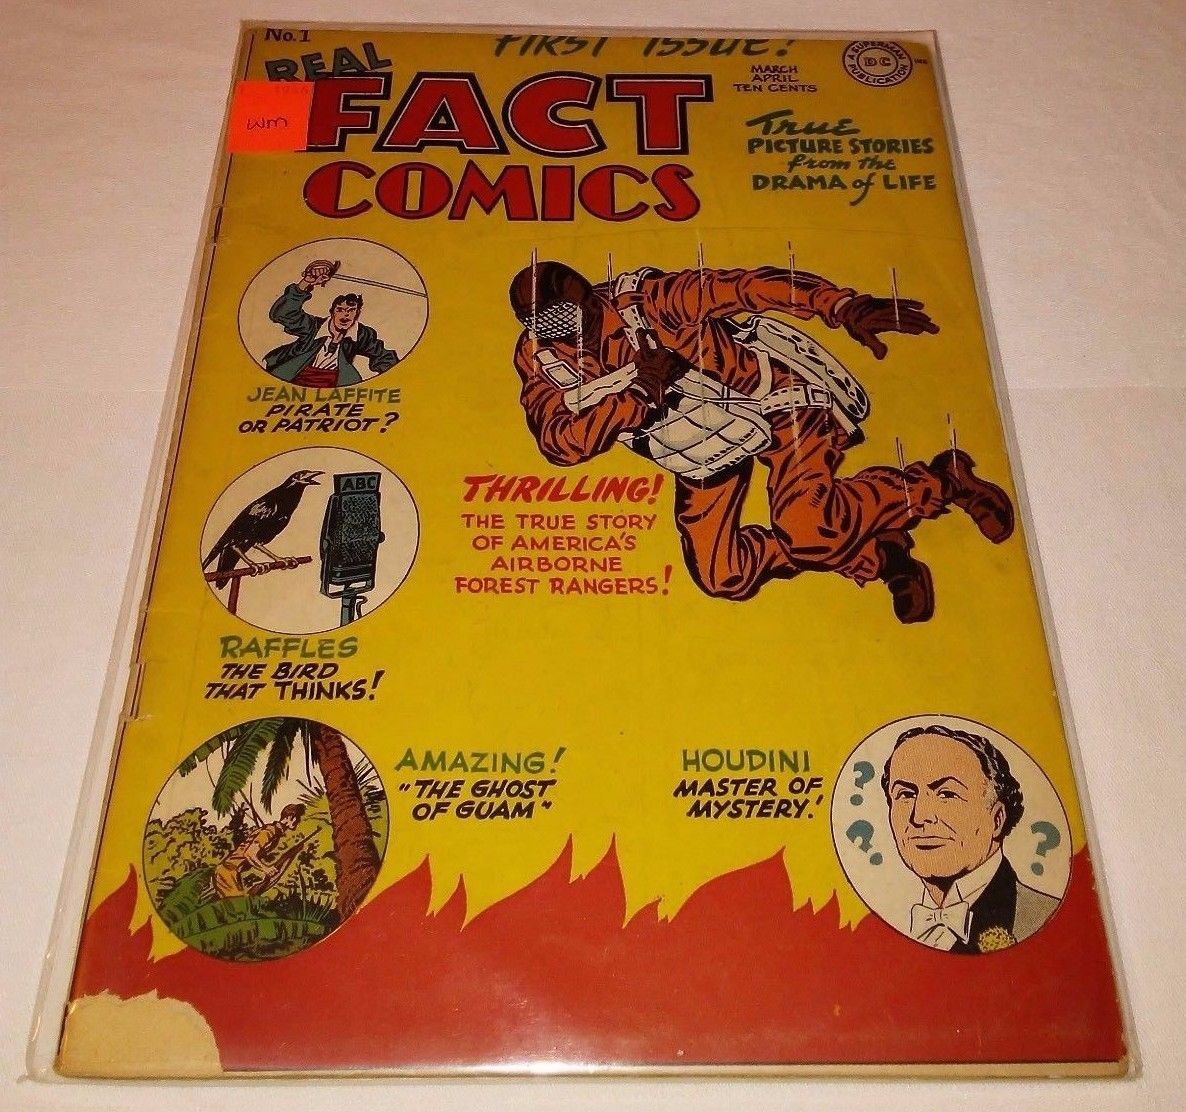 No.1
FIRST ISSUE!
REAL
FACT
COMICS
MARCH
APRIL
TEN CENTS
A SUPERMAN
DC
PUBLICATION
True
PICTURE STORIES
from the
DRAMA of LIFE
WM
JEAN LAFFITE
PIRATE
OR PATRIOT?
ABC
RAFFLES
THE BIRD
THAT THINKS!
THRILLING!
THE TRUE STORY
OF AMERICA'S
AIRBORNE
FOREST RANGERS!
AMAZING!
"THE GHOST
OF GUAM"
HOUDINI
MASTER OF
MYSTERY!
? ? ?